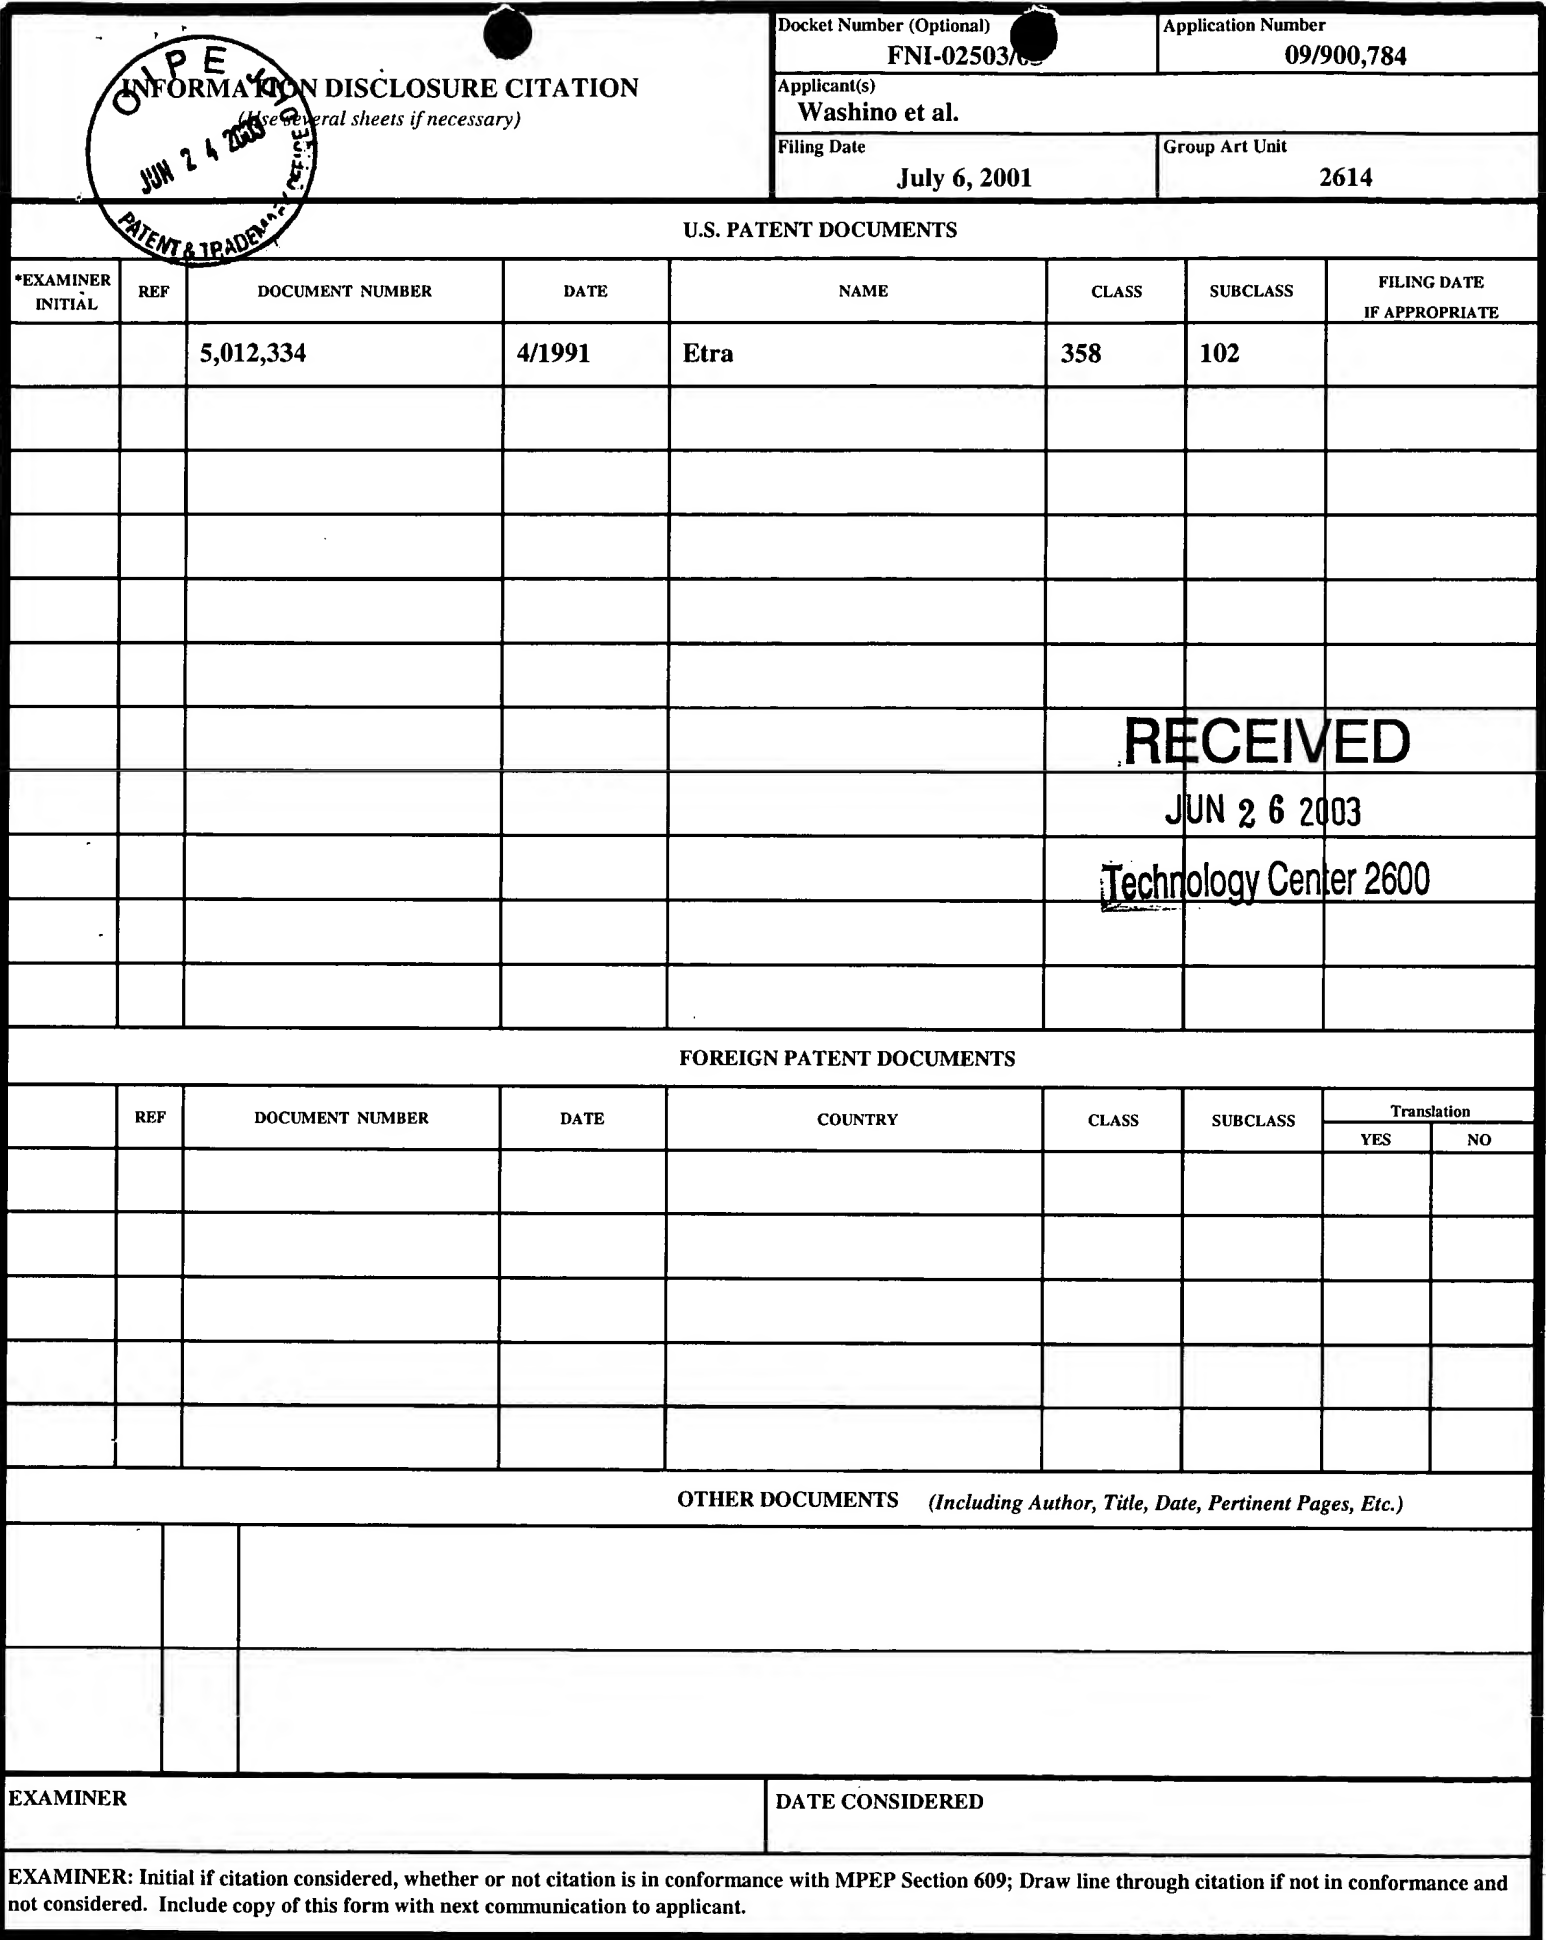 Docket Number (Optional)
FNI-02503/
Application Number
09/900,784
INFORMATION DISCLOSURE CITATION
(Use several sheets if necessary)
Applicant(s)
Washino et al.
Filing Date
July 6, 2001
Group Art Unit
2614
OIPE
JUN 24 2003
PATENT & TRADEMARK OFFICE
U.S. PATENT DOCUMENTS
*EXAMINER INITIAL REF DOCUMENT NUMBER DATE NAME CLASS SUBCLASS FILING DATE IF APPROPRIATE
5,012,334 4/1991 Etra 358 102
RECEIVED
JUN 26 2003
Technology Center 2600
FOREIGN PATENT DOCUMENTS
REF DOCUMENT NUMBER DATE COUNTRY CLASS SUBCLASS Translation
YES NO
OTHER DOCUMENTS (Including Author, Title, Date, Pertinent Pages, Etc.)
EXAMINER
DATE CONSIDERED
EXAMINER: Initial if citation considered, whether or not citation is in conformance with MPEP Section 609; Draw line through citation if not in conformance and
not considered. Include copy of this form with next communication to applicant.